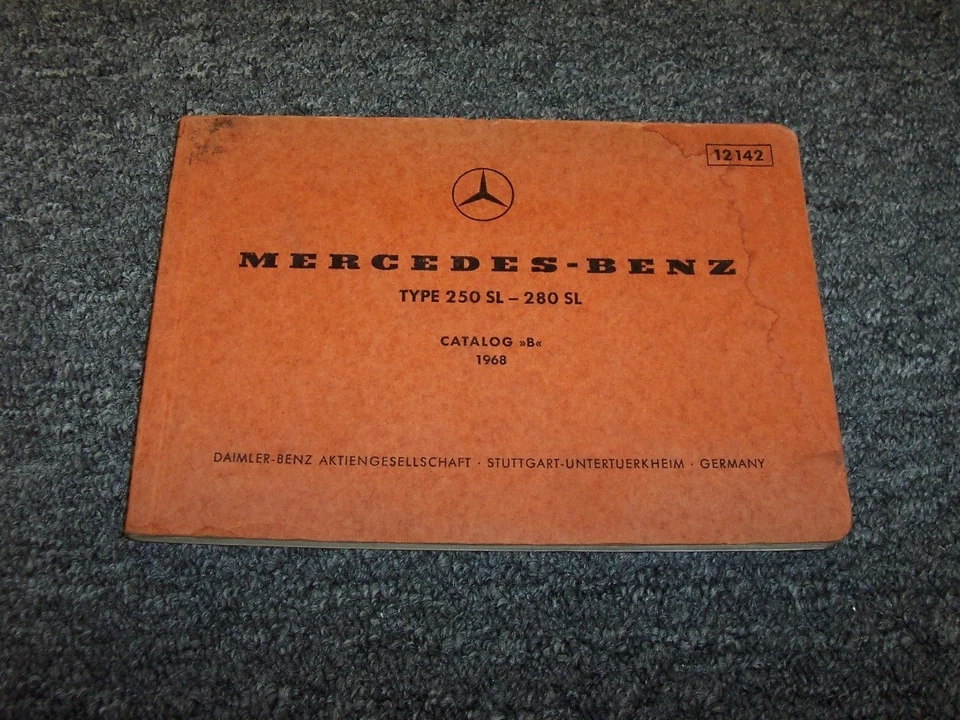 12142
MERCEDES-BENZ
TYPE 250 SL – 280 SL
CATALOG »B«
1968
DAIMLER-BENZ AKTIENGESELLSCHAFT · STUTTGART-UNTERTUERKHEIM · GERMANY